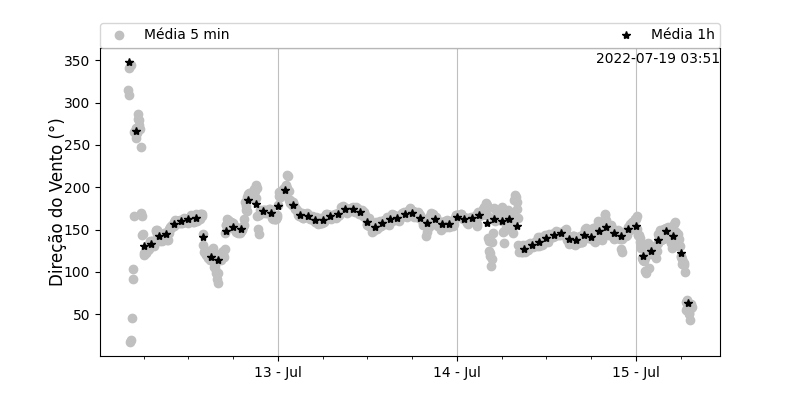 Média 5 min
Média 1h
2022-07-19 03:51
Direção do Vento (°)
350
300
250
200
150
100
50
13 - Jul
14 - Jul
15 - Jul